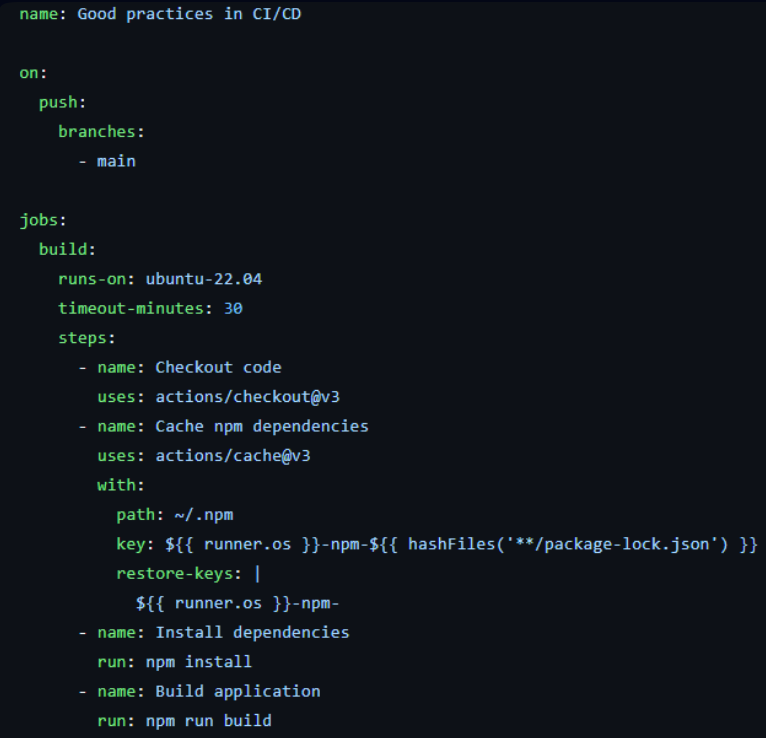 name: Good practices in CI/CD
on:
  push:
    branches:
      - main
jobs:
  build:
    runs-on: ubuntu-22.04
    timeout-minutes: 30
    steps:
      - name: Checkout code
        uses: actions/checkout@v3
      - name: Cache npm dependencies
        uses: actions/cache@v3
        with:
          path: ~/.npm
          key: ${{ runner.os }}-npm-${{ hashFiles('**/package-lock.json') }}
          restore-keys: |
            ${{ runner.os }}-npm-
      - name: Install dependencies
        run: npm install
      - name: Build application
        run: npm run build